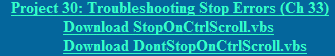 Project 30: Troubleshooting Stop Errors (Ch 33)
Download StopOnCtrlScroll.vbs
Download DontStopOnCtrlScroll.vbs